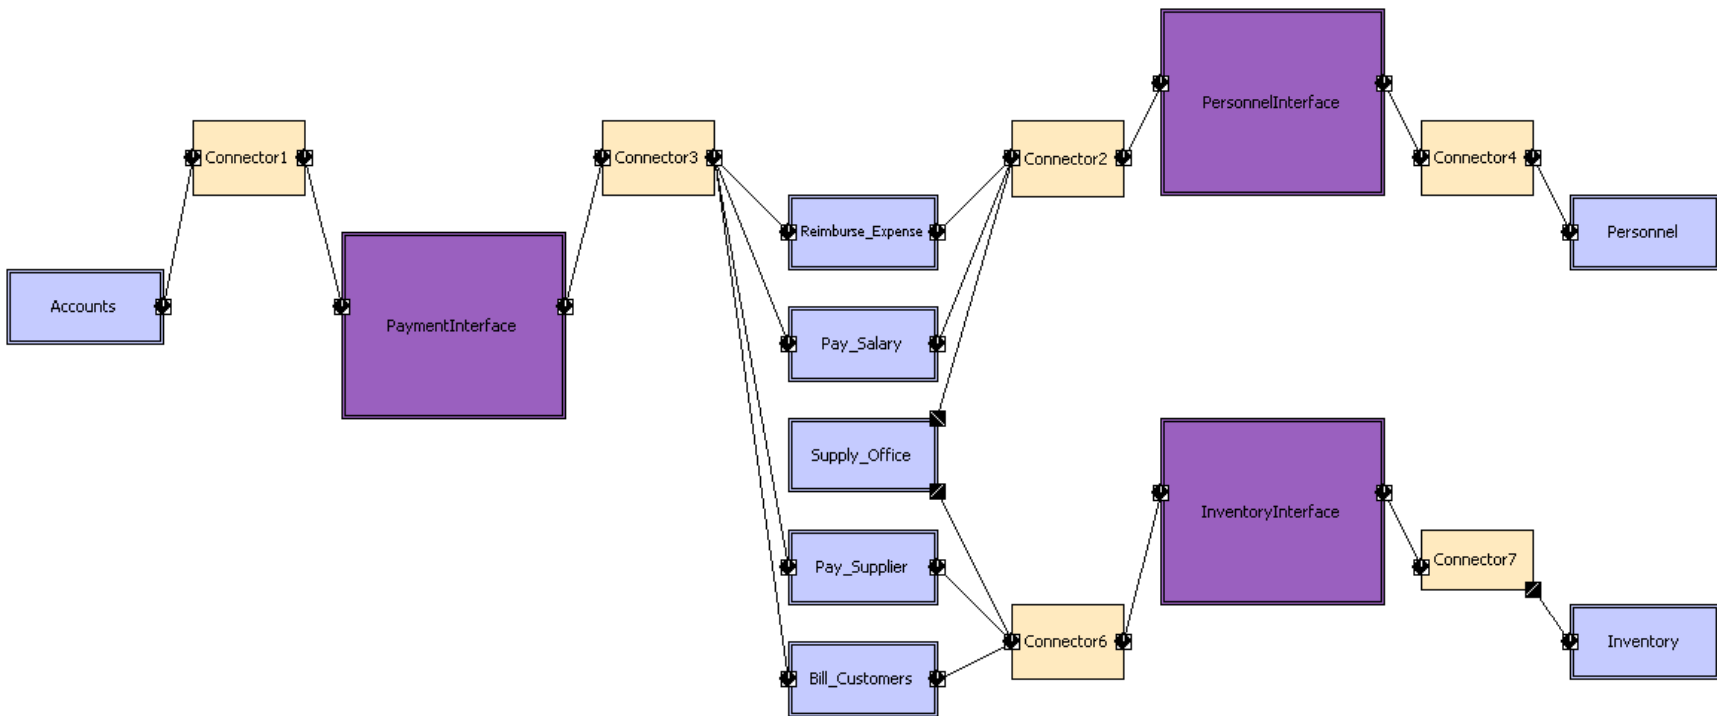 PersonnelInterface
Connector1
Connector3
Connector2
Connector4
Reimburse_Expense
Personnel
Accounts
PaymentInterface
Pay_Salary
Supply_Office
InventoryInterface
Pay_Supplier
Connector7
Connector6
Inventory
Bill_Customers